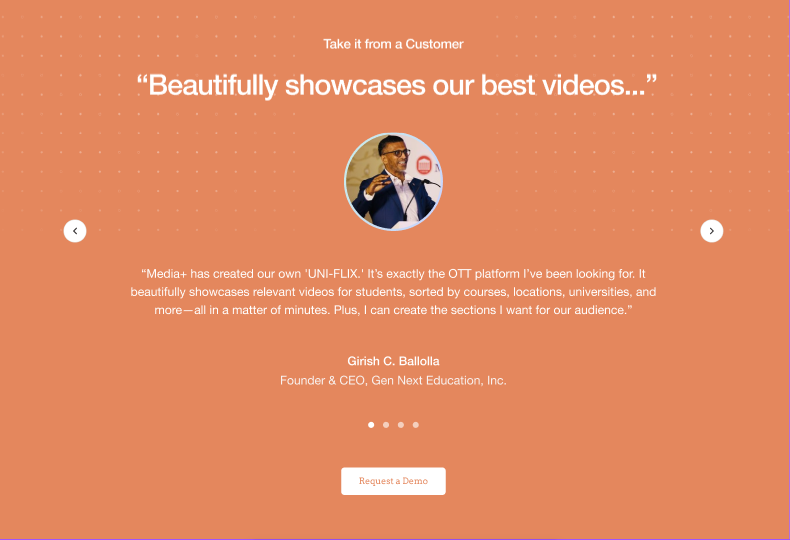 Take it from a Customer
“Beautifully showcases our best videos...”
“Media+ has created our own 'UNI-FLIX.' It’s exactly the OTT platform I’ve been looking for. It
beautifully showcases relevant videos for students, sorted by courses, locations, universities, and
more—all in a matter of minutes. Plus, I can create the sections I want for our audience.”
Girish C. Ballolla
Founder & CEO, Gen Next Education, Inc.
Request a Demo